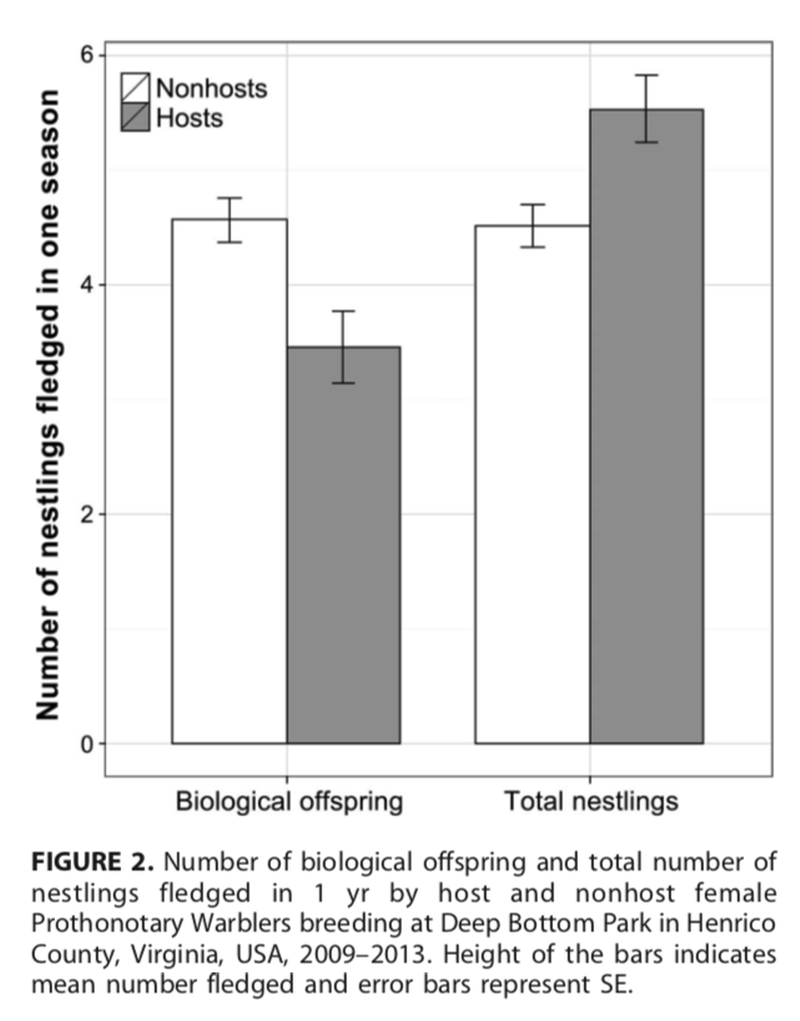 Number of nestlings fledged in one season
6
4
2
0
Nonhosts
Hosts
Biological offspring
Total nestlings
FIGURE 2. Number of biological offspring and total number of
nestlings fledged in 1 yr by host and nonhost female
Prothonotary Warblers breeding at Deep Bottom Park in Henrico
County, Virginia, USA, 2009–2013. Height of the bars indicates
mean number fledged and error bars represent SE.